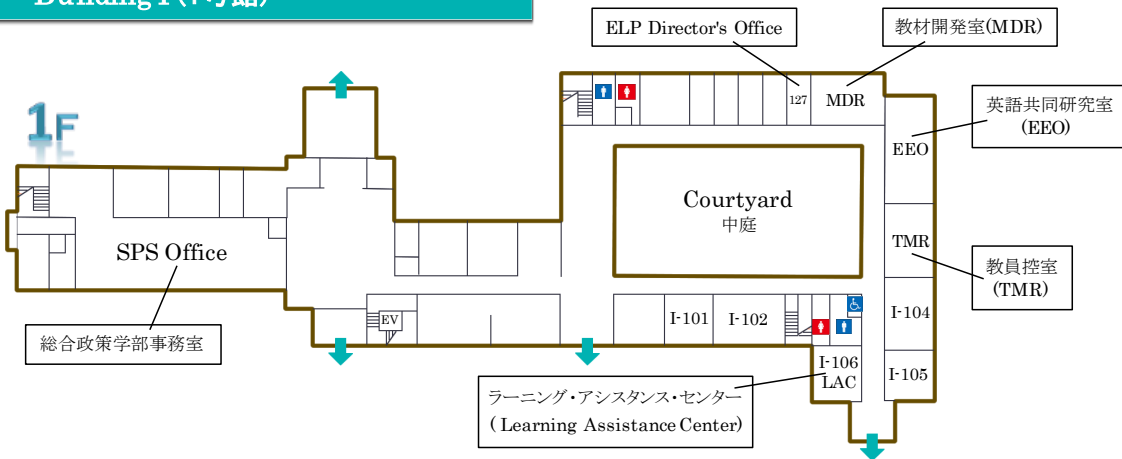 ELP Director's Office
教材開発室(MDR)
1F
127
MDR
英語共同研究室
(EEO)
EEO
Courtyard
中庭
SPS Office
TMR
教員控室
(TMR)
総合政策学部事務室
EV
I-101
I-102
I-104
I-106
LAC
I-105
ラーニング・アシスタンス・センター
( Learning Assistance Center)